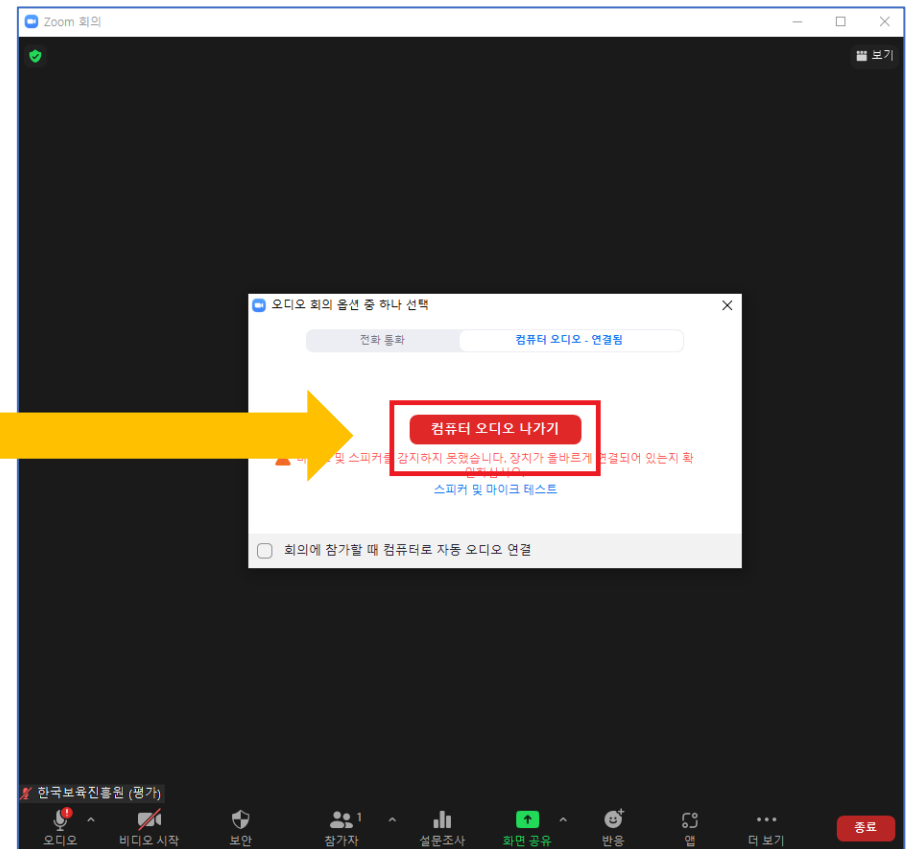 Zoom 회의
보기
오디오 회의 옵션 중 하나 선택
전화 통화
컴퓨터 오디오 - 연결됨
컴퓨터 오디오 나가기
및 스피커를 감지하지 못했습니다. 장치가 올바르게 연결되어 있는지 확
스피커 및 마이크 테스트
회의에 참가할 때 컴퓨터로 자동 오디오 연결
한국보육진흥원 (평가)
오디오
비디오 시작
보안
참가자 1
설문조사
화면 공유
반응
앱
더 보기
종료